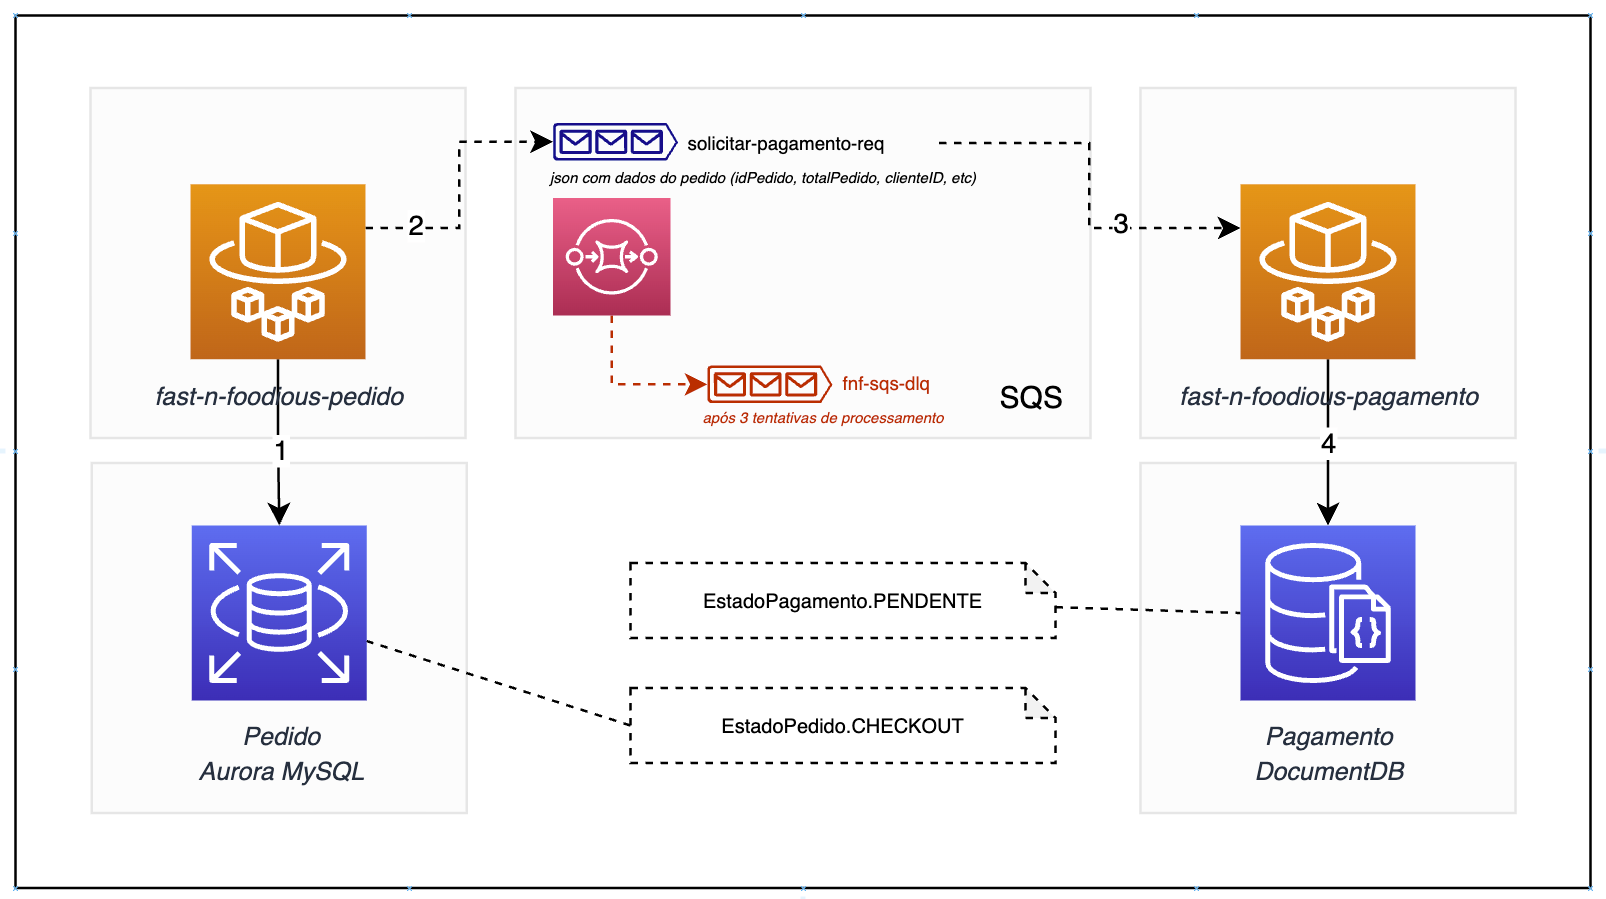 solicitar-pagamento-req
json com dados do pedido (idPedido, totalPedido, clienteID, etc)
2
3
fnf-sqs-dlq
após 3 tentativas de processamento
SQS
fast-n-foodious-pedido
fast-n-foodious-pagamento
1
4
EstadoPagamento.PENDENTE
EstadoPedido.CHECKOUT
Pedido
Aurora MySQL
{}
Pagamento
DocumentDB